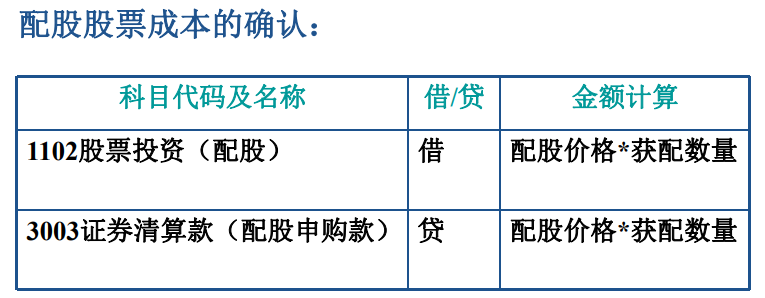 配股股票成本的确认：
科目代码及名称 借/贷 金额计算
1102股票投资（配股） 借 配股价格*获配数量
3003证券清算款（配股申购款） 贷 配股价格*获配数量